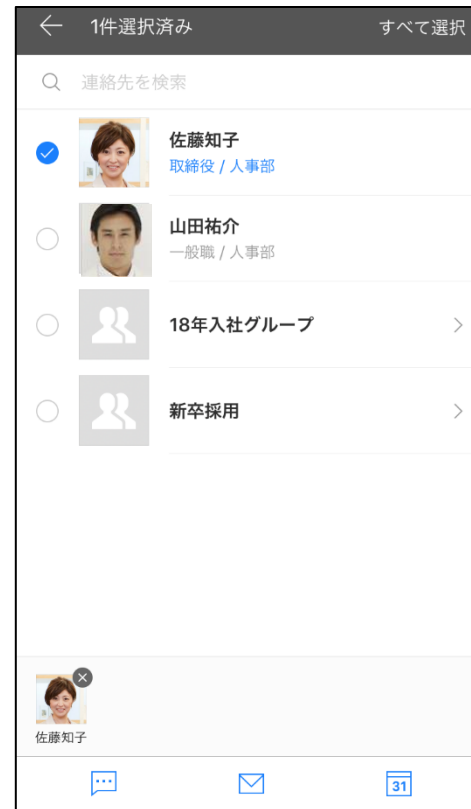 1件選択済み すべて選択
連絡先を検索
佐藤知子
取締役 / 人事部
山田祐介
一般職 / 人事部
18年入社グループ
新卒採用
佐藤知子
31